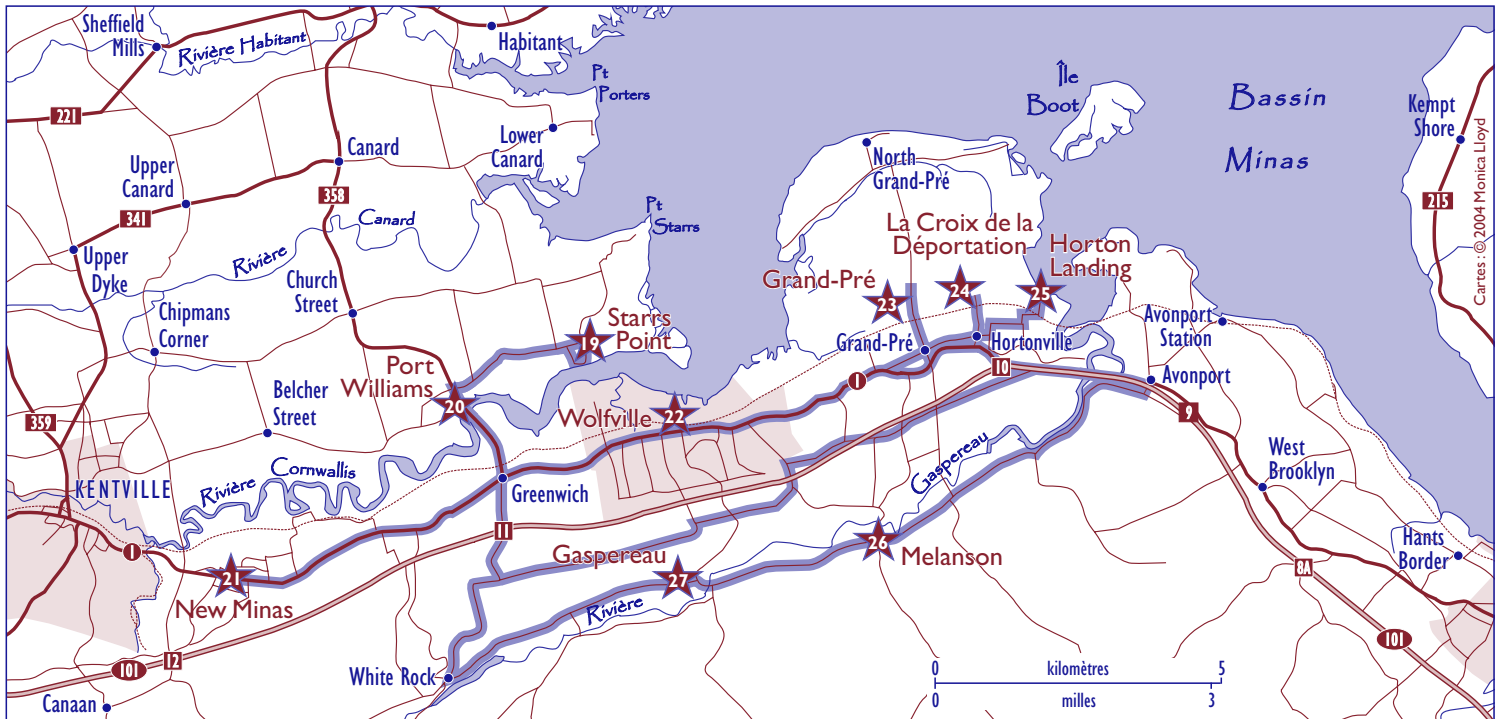 Sheffield
Mills
Rivière Habitant
Habitant
Pt
Porters
Île
Boot
Bassin
Minas
Kempt
Shore
221
Lower
Canard
Canard
Upper
Canard
North
Grand-Pré
358
341
215
Rivière
Canard
Pt
Starrs
La Croix de la
Déportation
Horton
Landing
Upper
Dyke
Church
Street
Grand-Pré
23
24
25
Chipmans
Corner
Starrs
Point
19
Avonport
Station
Grand-Pré
Hortonville
Port
Williams
20
10
Avonport
1
Belcher
Street
Wolfville
22
359
9
Rivière
Cornwallis
Gaspereau
West
Brooklyn
KENTVILLE
Greenwich
11
1
21
New Minas
Gaspereau
27
26
Melanson
Hants
Border
8A
Rivière
101
12
101
White Rock
Canaan
0
kilomètres
5
0
milles
3
Cartes : © 2004 Monica Lloyd